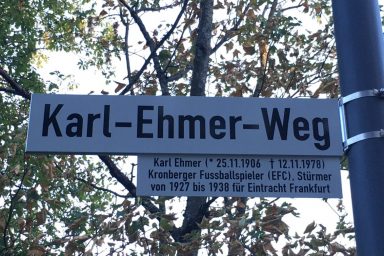 Karl-Ehmer-Weg
Karl Ehmer (* 25.11.1906 † 12.11.1978)
Kronberger Fussballspieler (EFC), Stürmer
von 1927 bis 1938 für Eintracht Frankfurt